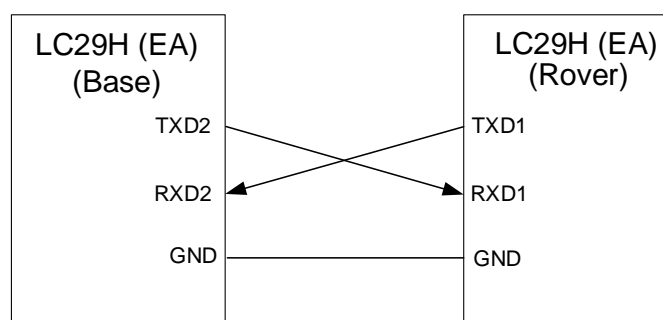 LC29H (EA)
(Base)
TXD2
RXD2
GND
LC29H (EA)
(Rover)
TXD1
RXD1
GND